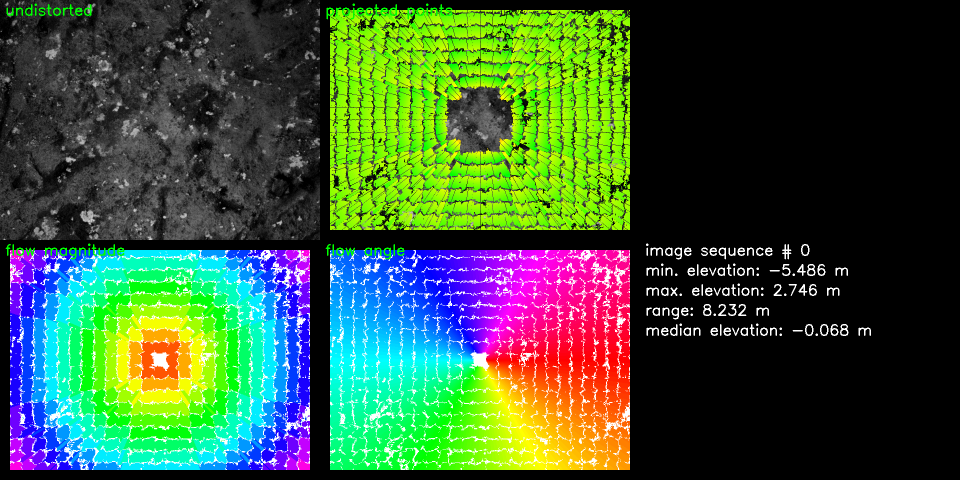 undistorted
projected points
flow magnitude
flow angle
image sequence # 0
min. elevation: −5.486 m
max. elevation: 2.746 m
range: 8.232 m
median elevation: −0.068 m